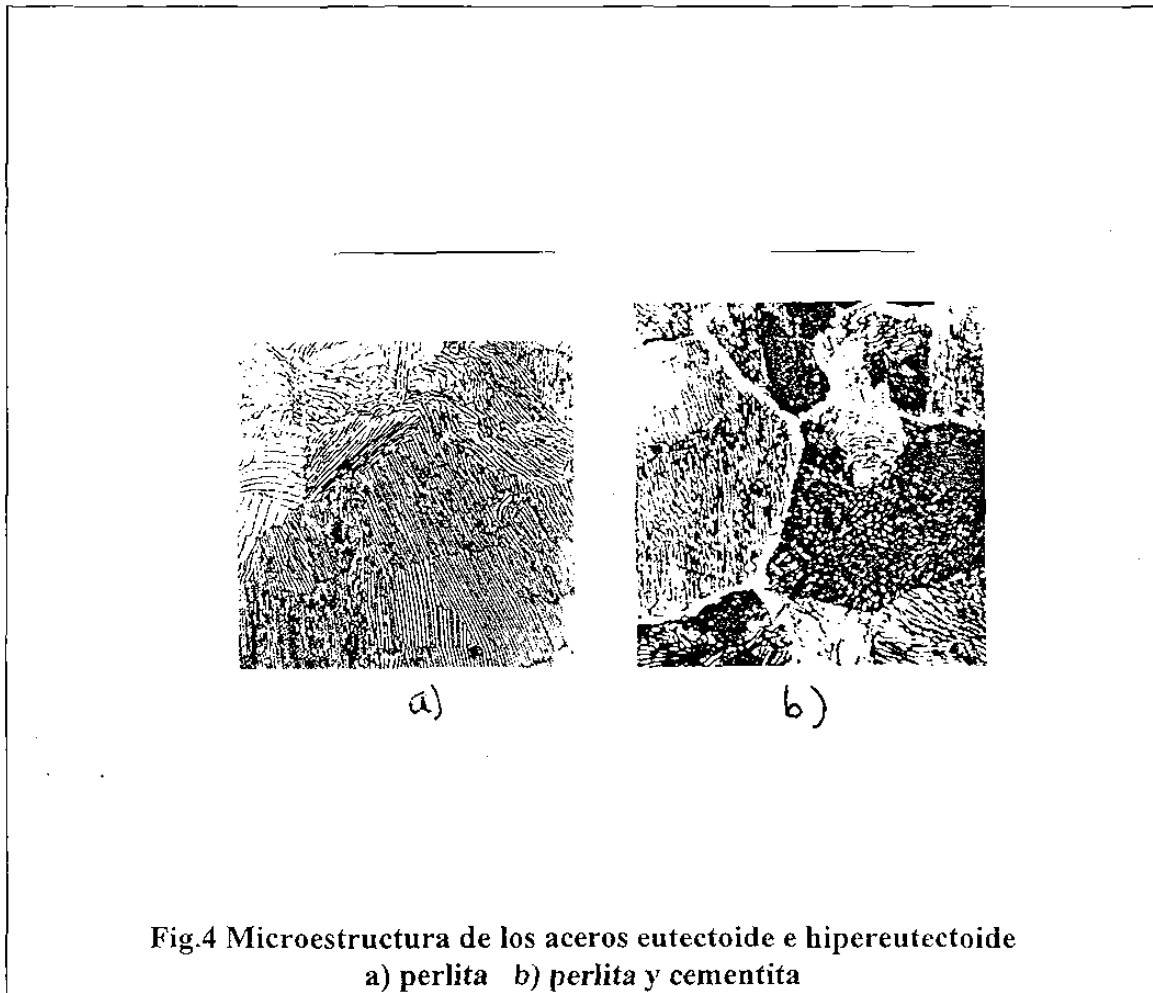 a)
b)
Fig.4 Microestructura de los aceros eutectoide e hipereutectoide
a) perlita b) perlita y cementita